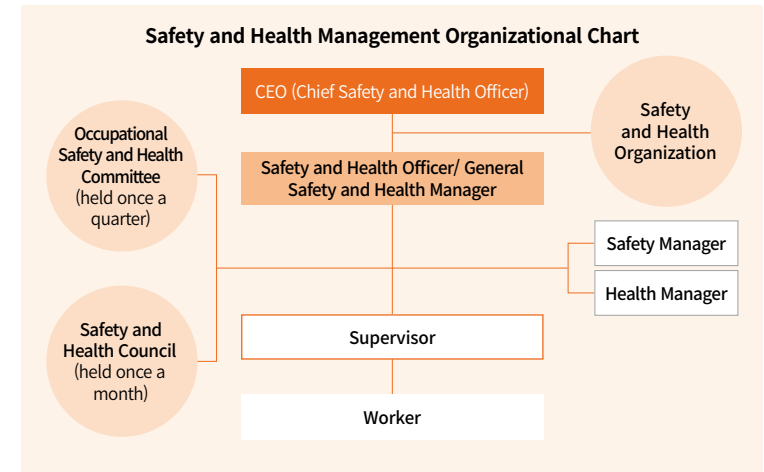 Safety and Health Management Organizational Chart
CEO (Chief Safety and Health Officer)
Safety
and Health
Organization
Occupational
Safety and Health
Committee
(held once a
quarter)
Safety and Health Officer/ General
Safety and Health Manager
Safety Manager
Health Manager
Safety and
Health Council
(held once a
month)
Supervisor
Worker